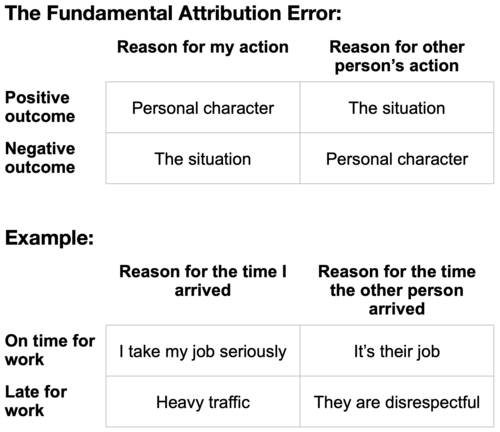 The Fundamental Attribution Error:
Reason for my action
Reason for other
person's action
Positive
outcome
Personal character
The situation
Negative
outcome
The situation
Personal character
Example:
Reason for the time I
arrived
Reason for the time
the other person
arrived
On time for
work
I take my job seriously
It's their job
Late for
work
Heavy traffic
They are disrespectful